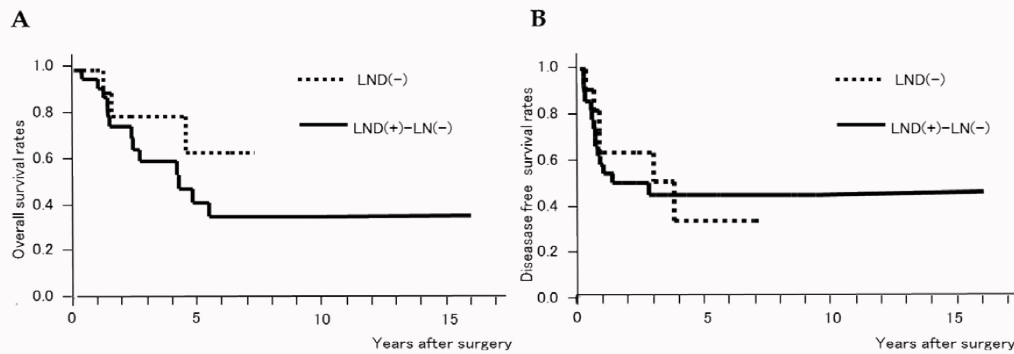 A
Overall survival rates
1.0
0.8
0.6
0.4
0.2
0.0
0
5
10
15
Years after surgery
LND(-)
LND(+)-LN(-)
B
Diseasase free survival rates
1.0
0.8
0.6
0.4
0.2
0.0
0
5
10
15
Years after surgery
LND(-)
LND(+)-LN(-)